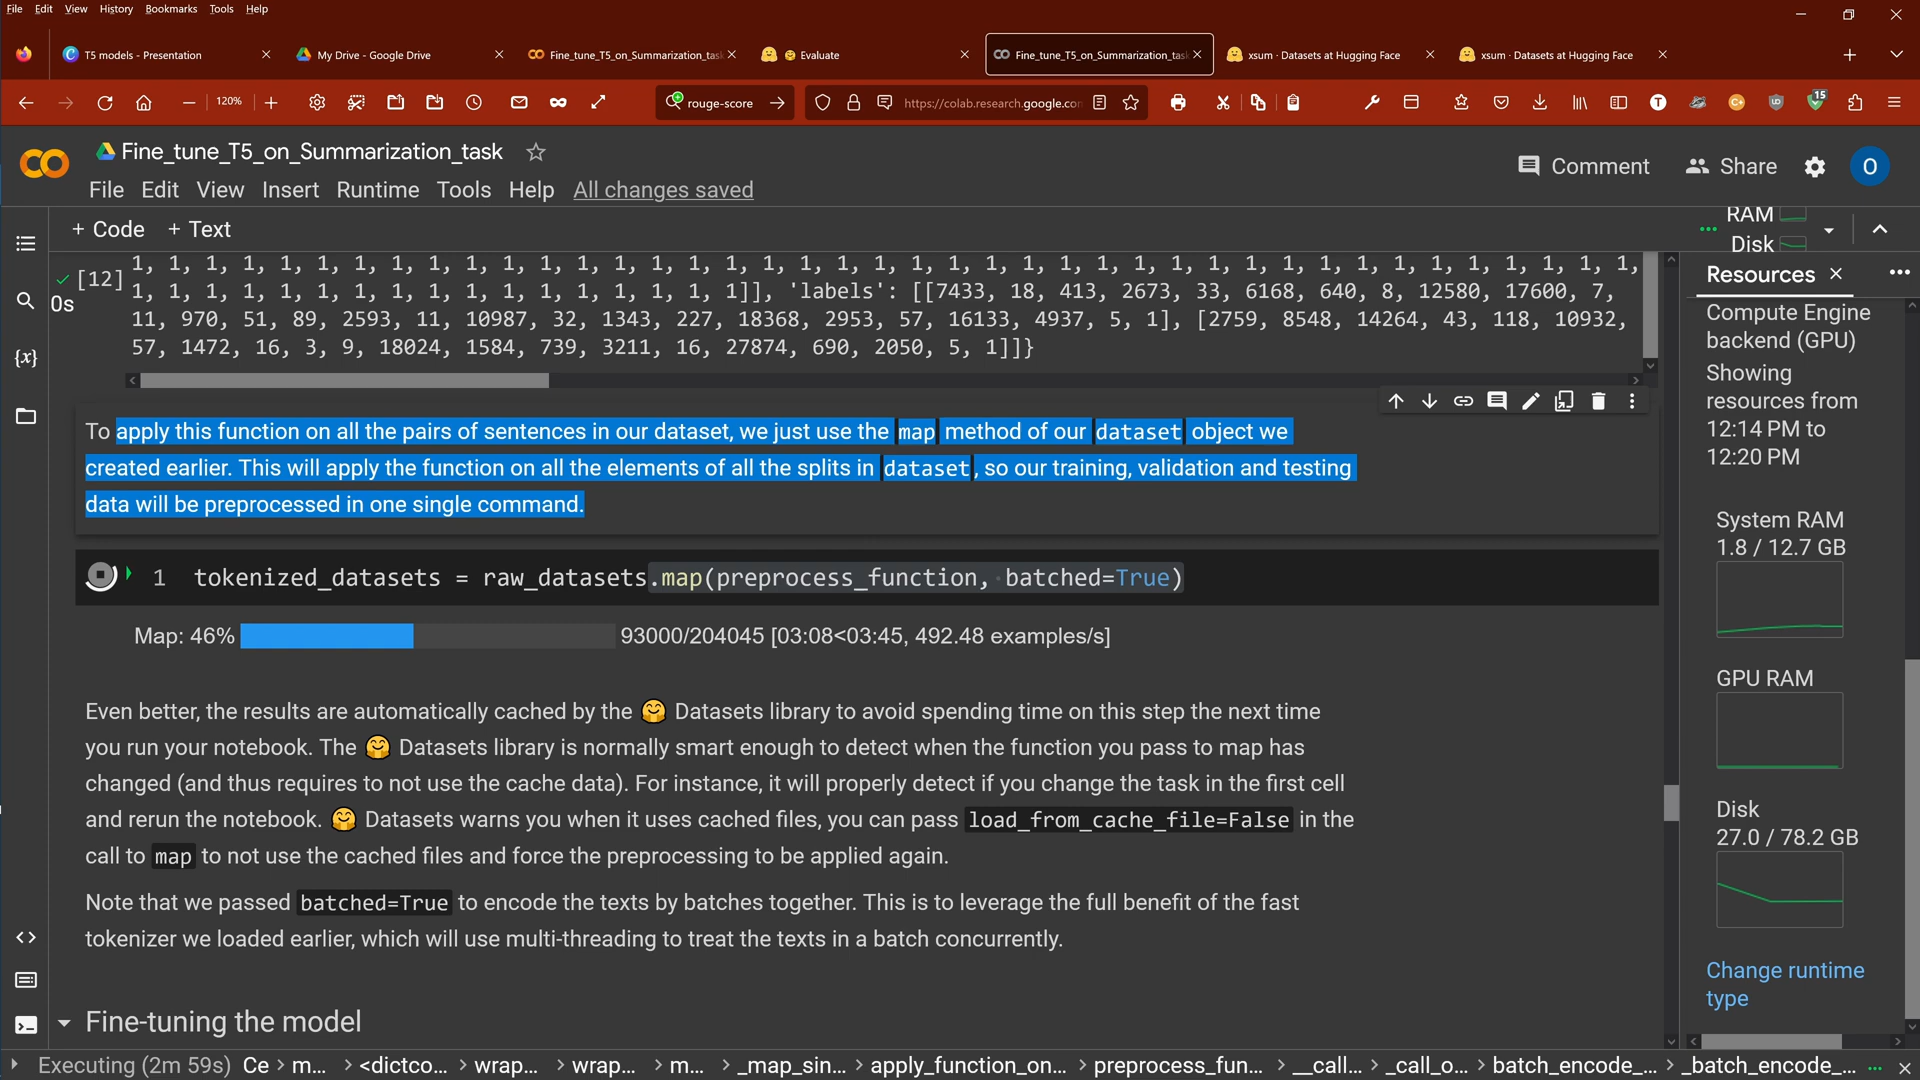 File Edit View History Bookmarks Tools Help
T5 models - Presentation
My Drive - Google Drive
Fine_tune_T5_on_Summarization_tas
Evaluate
Fine_tune_T5_on_Summarization_tas
xsum · Datasets at Hugging Face
xsum · Datasets at Hugging Face
120%
rouge-score
https://colab.research.google.co
15
Fine_tune_T5_on_Summarization_task
Comment
Share
O
File Edit View Insert Runtime Tools Help All changes saved
+ Code + Text
RAM
Disk
[12]
0s
1, 1, 1, 1, 1, 1, 1, 1, 1, 1, 1, 1, 1, 1, 1, 1, 1, 1, 1, 1, 1, 1, 1, 1, 1, 1, 1, 1, 1, 1, 1, 1, 1, 1, 1, 1, 1, 1, 1, 1, 1,
1, 1, 1, 1, 1, 1, 1, 1, 1, 1, 1, 1, 1, 1, 1, 1, 1]], 'labels': [[7433, 18, 413, 2673, 33, 6168, 640, 8, 12580, 17600, 7,
11, 970, 51, 89, 2593, 11, 10987, 32, 1343, 227, 18368, 2953, 57, 16133, 4937, 5, 1], [2759, 8548, 14264, 43, 118, 10932,
57, 1472, 16, 3, 9, 18024, 1584, 739, 3211, 16, 27874, 690, 2050, 5, 1]]}
To apply this function on all the pairs of sentences in our dataset, we just use the map method of our dataset object we
created earlier. This will apply the function on all the elements of all the splits in dataset, so our training, validation and testing
data will be preprocessed in one single command.
1 tokenized_datasets = raw_datasets.map(preprocess_function, batched=True)
Map: 46% 93000/204045 [03:08<03:45, 492.48 examples/s]
Even better, the results are automatically cached by the 🤗 Datasets library to avoid spending time on this step the next time
you run your notebook. The 🤗 Datasets library is normally smart enough to detect when the function you pass to map has
changed (and thus requires to not use the cache data). For instance, it will properly detect if you change the task in the first cell
and rerun the notebook. 🤗 Datasets warns you when it uses cached files, you can pass load_from_cache_file=False in the
call to map to not use the cached files and force the preprocessing to be applied again.
Note that we passed batched=True to encode the texts by batches together. This is to leverage the full benefit of the fast
tokenizer we loaded earlier, which will use multi-threading to treat the texts in a batch concurrently.
Fine-tuning the model
Resources
Compute Engine
backend (GPU)
Showing
resources from
12:14 PM to
12:20 PM
System RAM
1.8 / 12.7 GB
GPU RAM
Disk
27.0 / 78.2 GB
Change runtime
type
Executing (2m 59s) Ce > m... > <dictco... > wrap... > wrap... > m... > _map_sin... > apply_function_on... > preprocess_fun... > __call... > _call_o... > batch_encode_... > _batch_encode_...